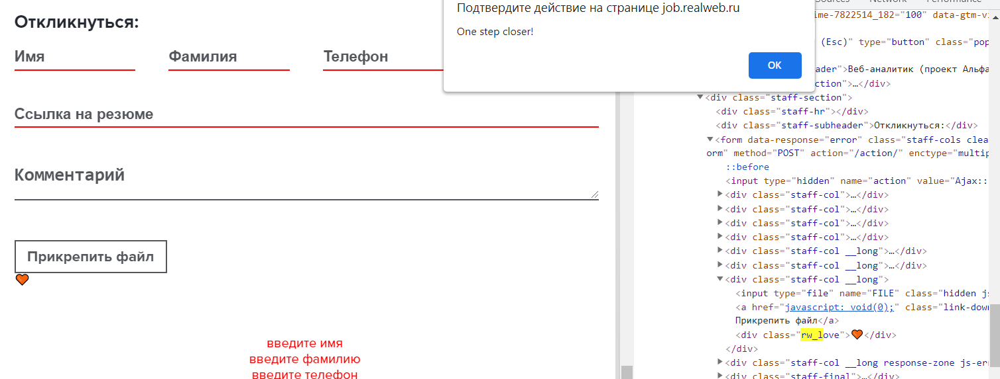 Откликнуться:
Имя
Фамилия
Телефон
Ссылка на резюме
Комментарий
Прикрепить файл
введите имя
введите фамилию
введите телефон
Подтвердите действие на странице job.realweb.ru
One step closer!
ОК
ime-7822514_182="100" data-gtm-vi
(Esc)" type="button" class="pop
ader">Веб-аналитик (проект Альфа
ction">…</div>
<div class="staff-section">
<div class="staff-hr"></div>
<div class="staff-subheader">Откликнуться:</div>
<form data-response="error" class="staff-cols clea
orm" method="POST" action="/action/" enctype="multip
::before
<input type="hidden" name="action" value="Ajax::
<div class="staff-col">…</div>
<div class="staff-col">…</div>
<div class="staff-col">…</div>
<div class="staff-col">…</div>
<div class="staff-col __long">…</div>
<div class="staff-col __long">…</div>
<div class="staff-col __long">
<input type="file" name="FILE" class="hidden js
<a href="javascript: void(0);" class="link-down
Прикрепить файл</a>
<div class="rw_love">🧡</div>
</div>
<div class="staff-col __long response-zone js-er
<div class="staff-final">…</div>